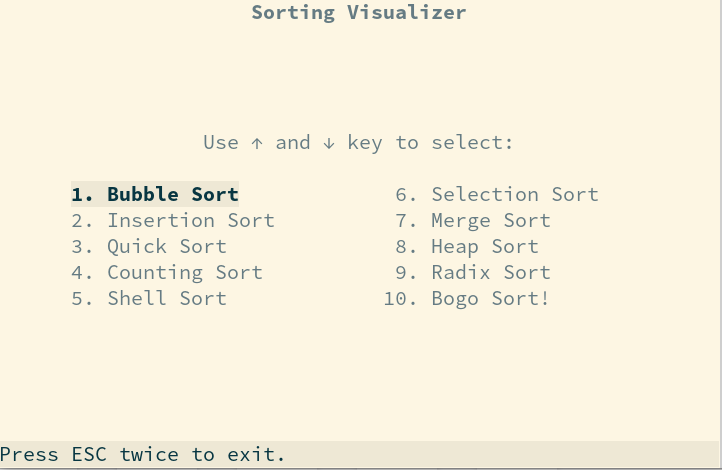 Sorting Visualizer
Use ↑ and ↓ key to select:
1. Bubble Sort
2. Insertion Sort
3. Quick Sort
4. Counting Sort
5. Shell Sort
6. Selection Sort
7. Merge Sort
8. Heap Sort
9. Radix Sort
10. Bogo Sort!
Press ESC twice to exit.